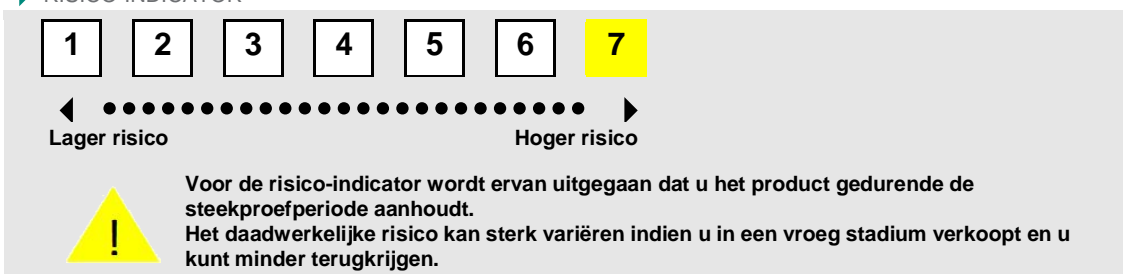 RISICO-INDICATOR
1 2 3 4 5 6 7
Lager risico Hoger risico
!
Voor de risico-indicator wordt ervan uitgegaan dat u het product gedurende de
steekproefperiode aanhoudt.
Het daadwerkelijke risico kan sterk variëren indien u in een vroeg stadium verkoopt en u
kunt minder terugkrijgen.